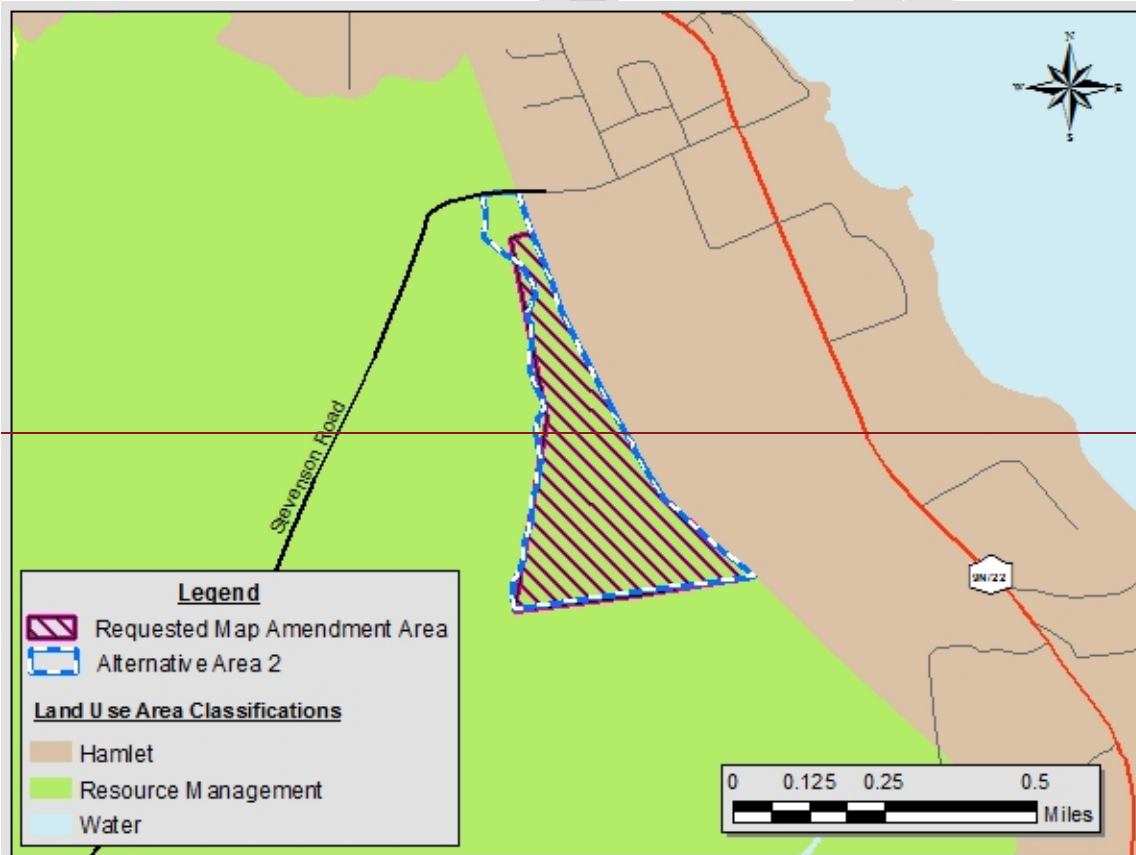 N
W E
S
Stevenson Road
9N/22
Legend
Requested Map Amendment Area
Alternative Area 2
Land Use Area Classifications
Hamlet
Resource Management
Water
0 0.125 0.25 0.5
Miles